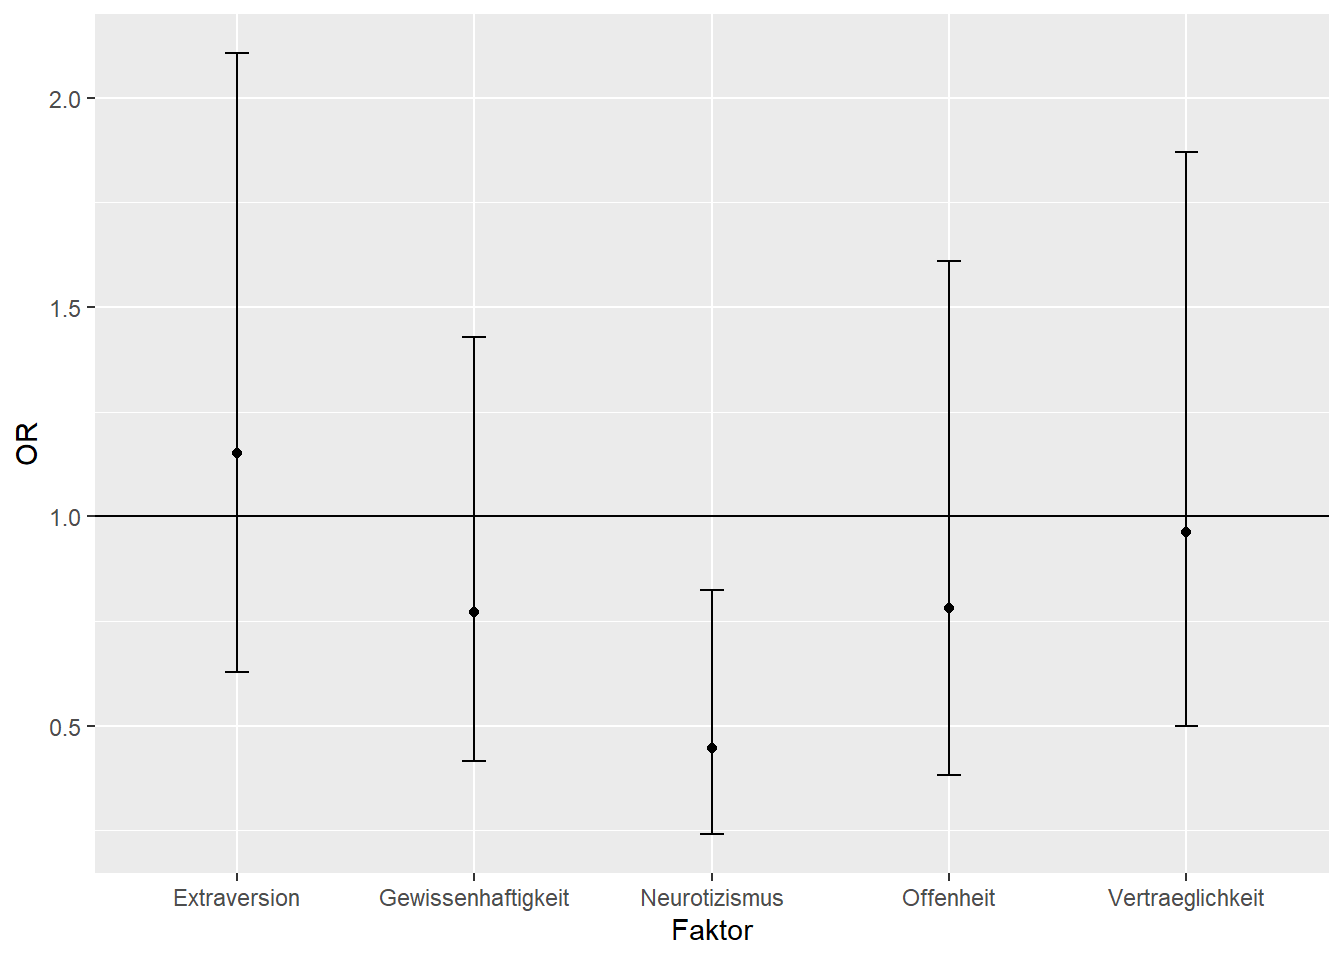 OR
2.0
1.5
1.0
0.5
Extraversion Gewissenhaftigkeit Neurotizismus Offenheit Vertraeglichkeit
Faktor